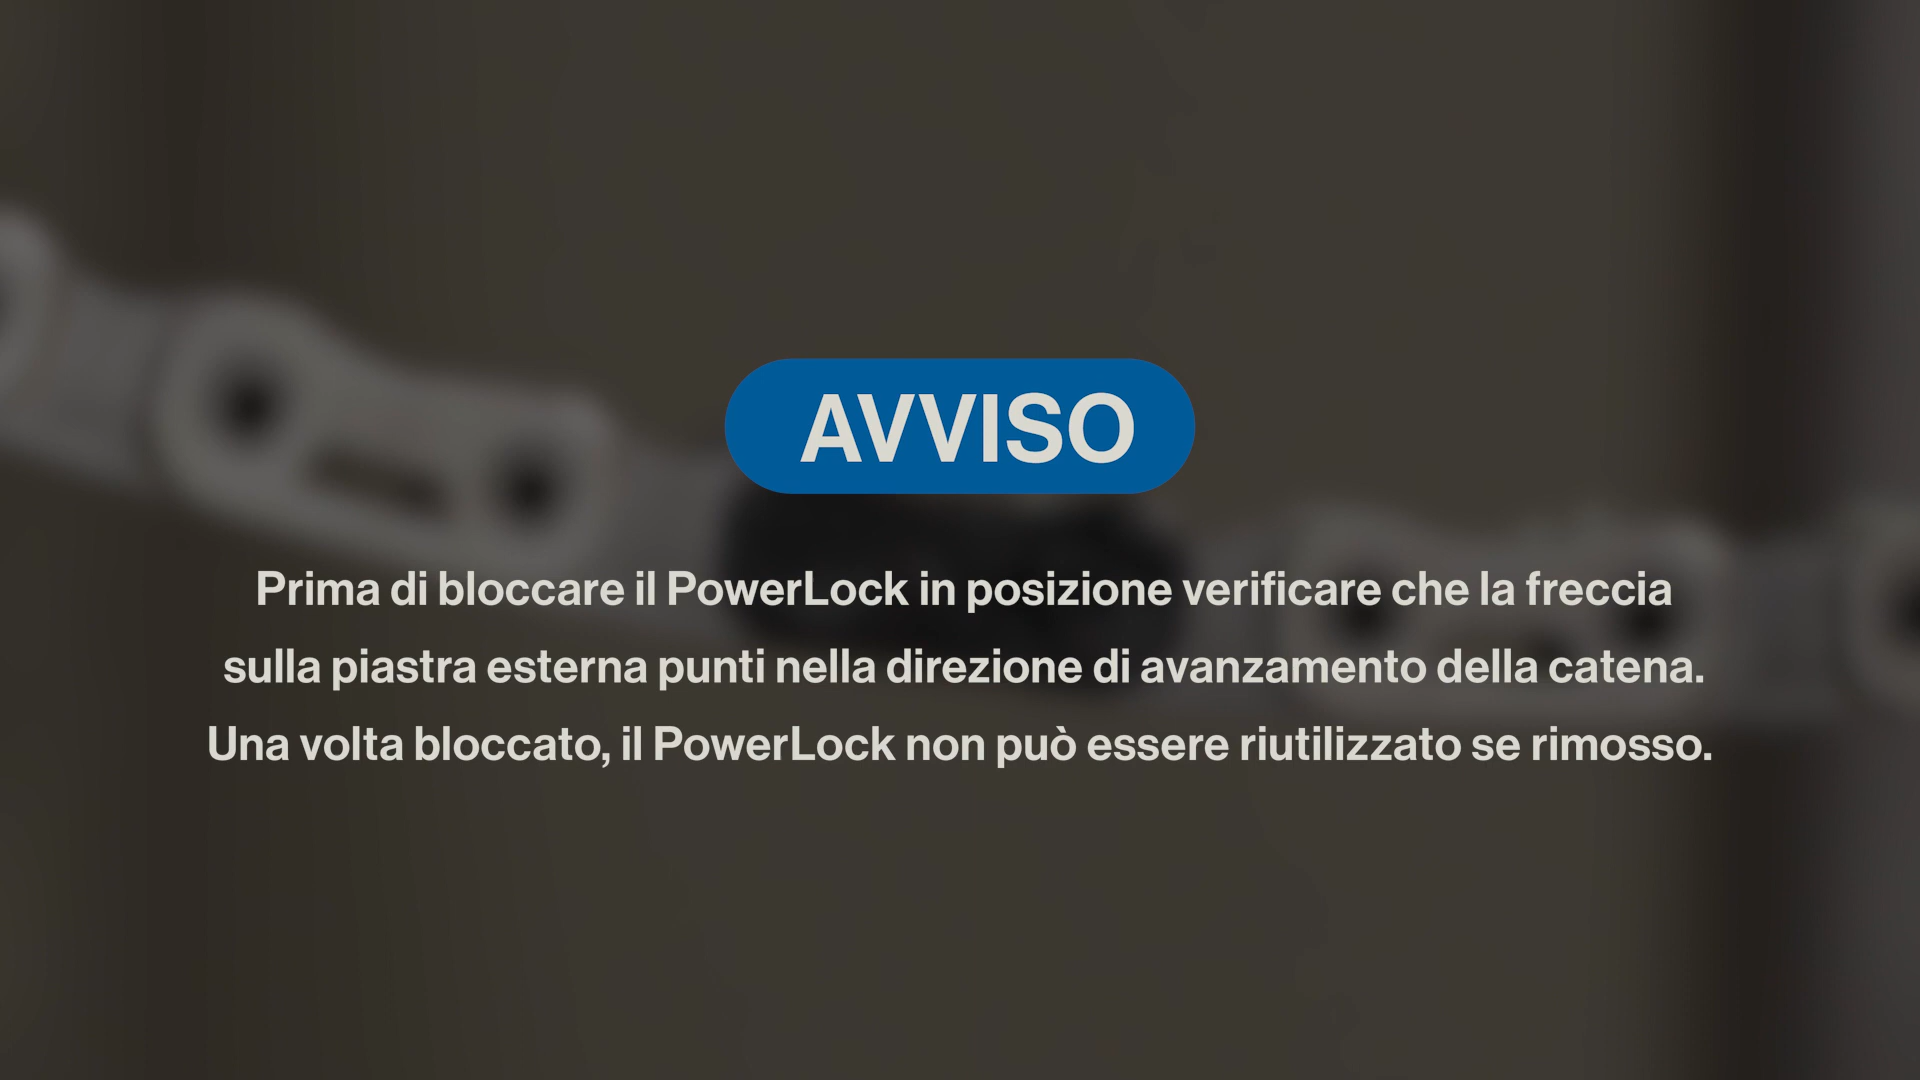 AVVISO
Prima di bloccare il PowerLock in posizione verificare che la freccia
sulla piastra esterna punti nella direzione di avanzamento della catena.
Una volta bloccato, il PowerLock non può essere riutilizzato se rimosso.